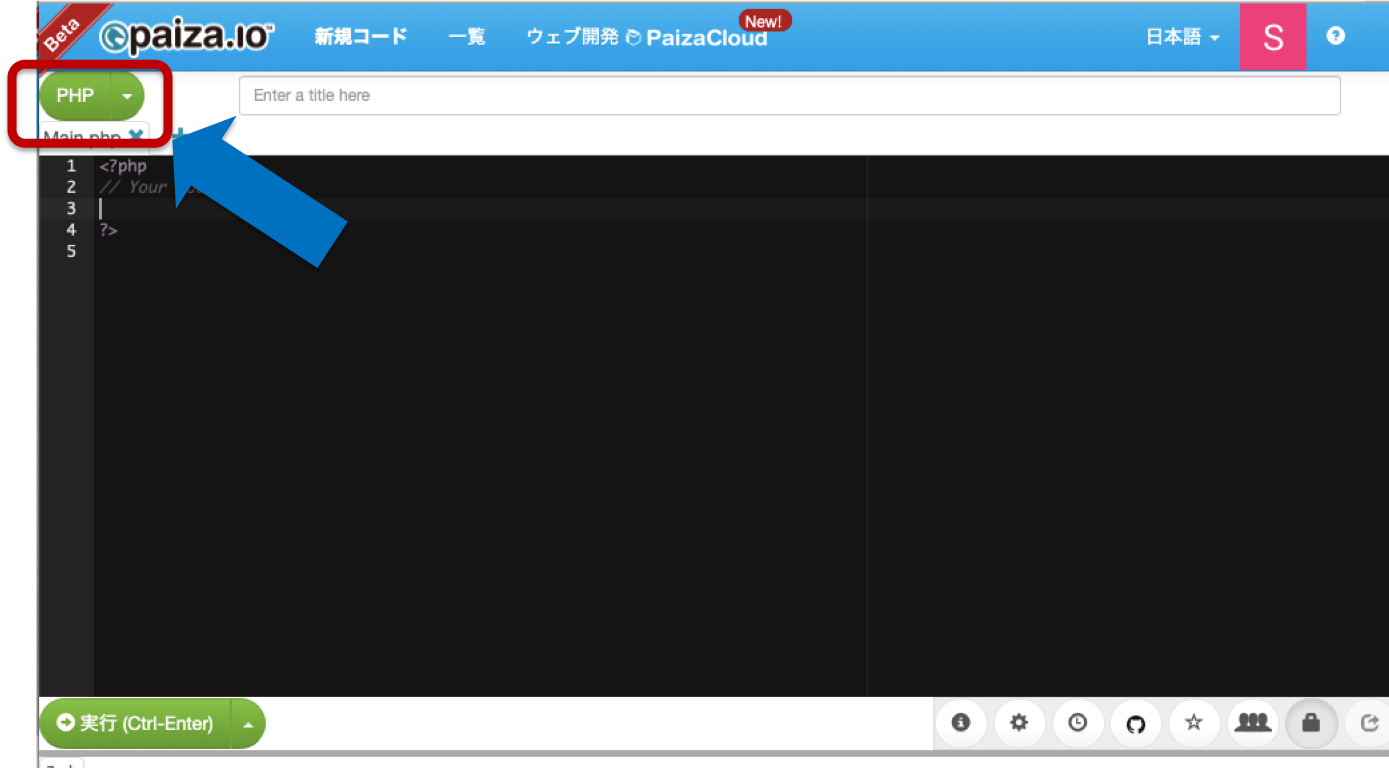 Beta
paiza.IO
新規コード 一覧 ウェブ開発 PaizaCloud New! 日本語 S
PHP
Enter a title here
Main.php
1 <?php
2 // Your
3
4 ?>
5
実行 (Ctrl-Enter)